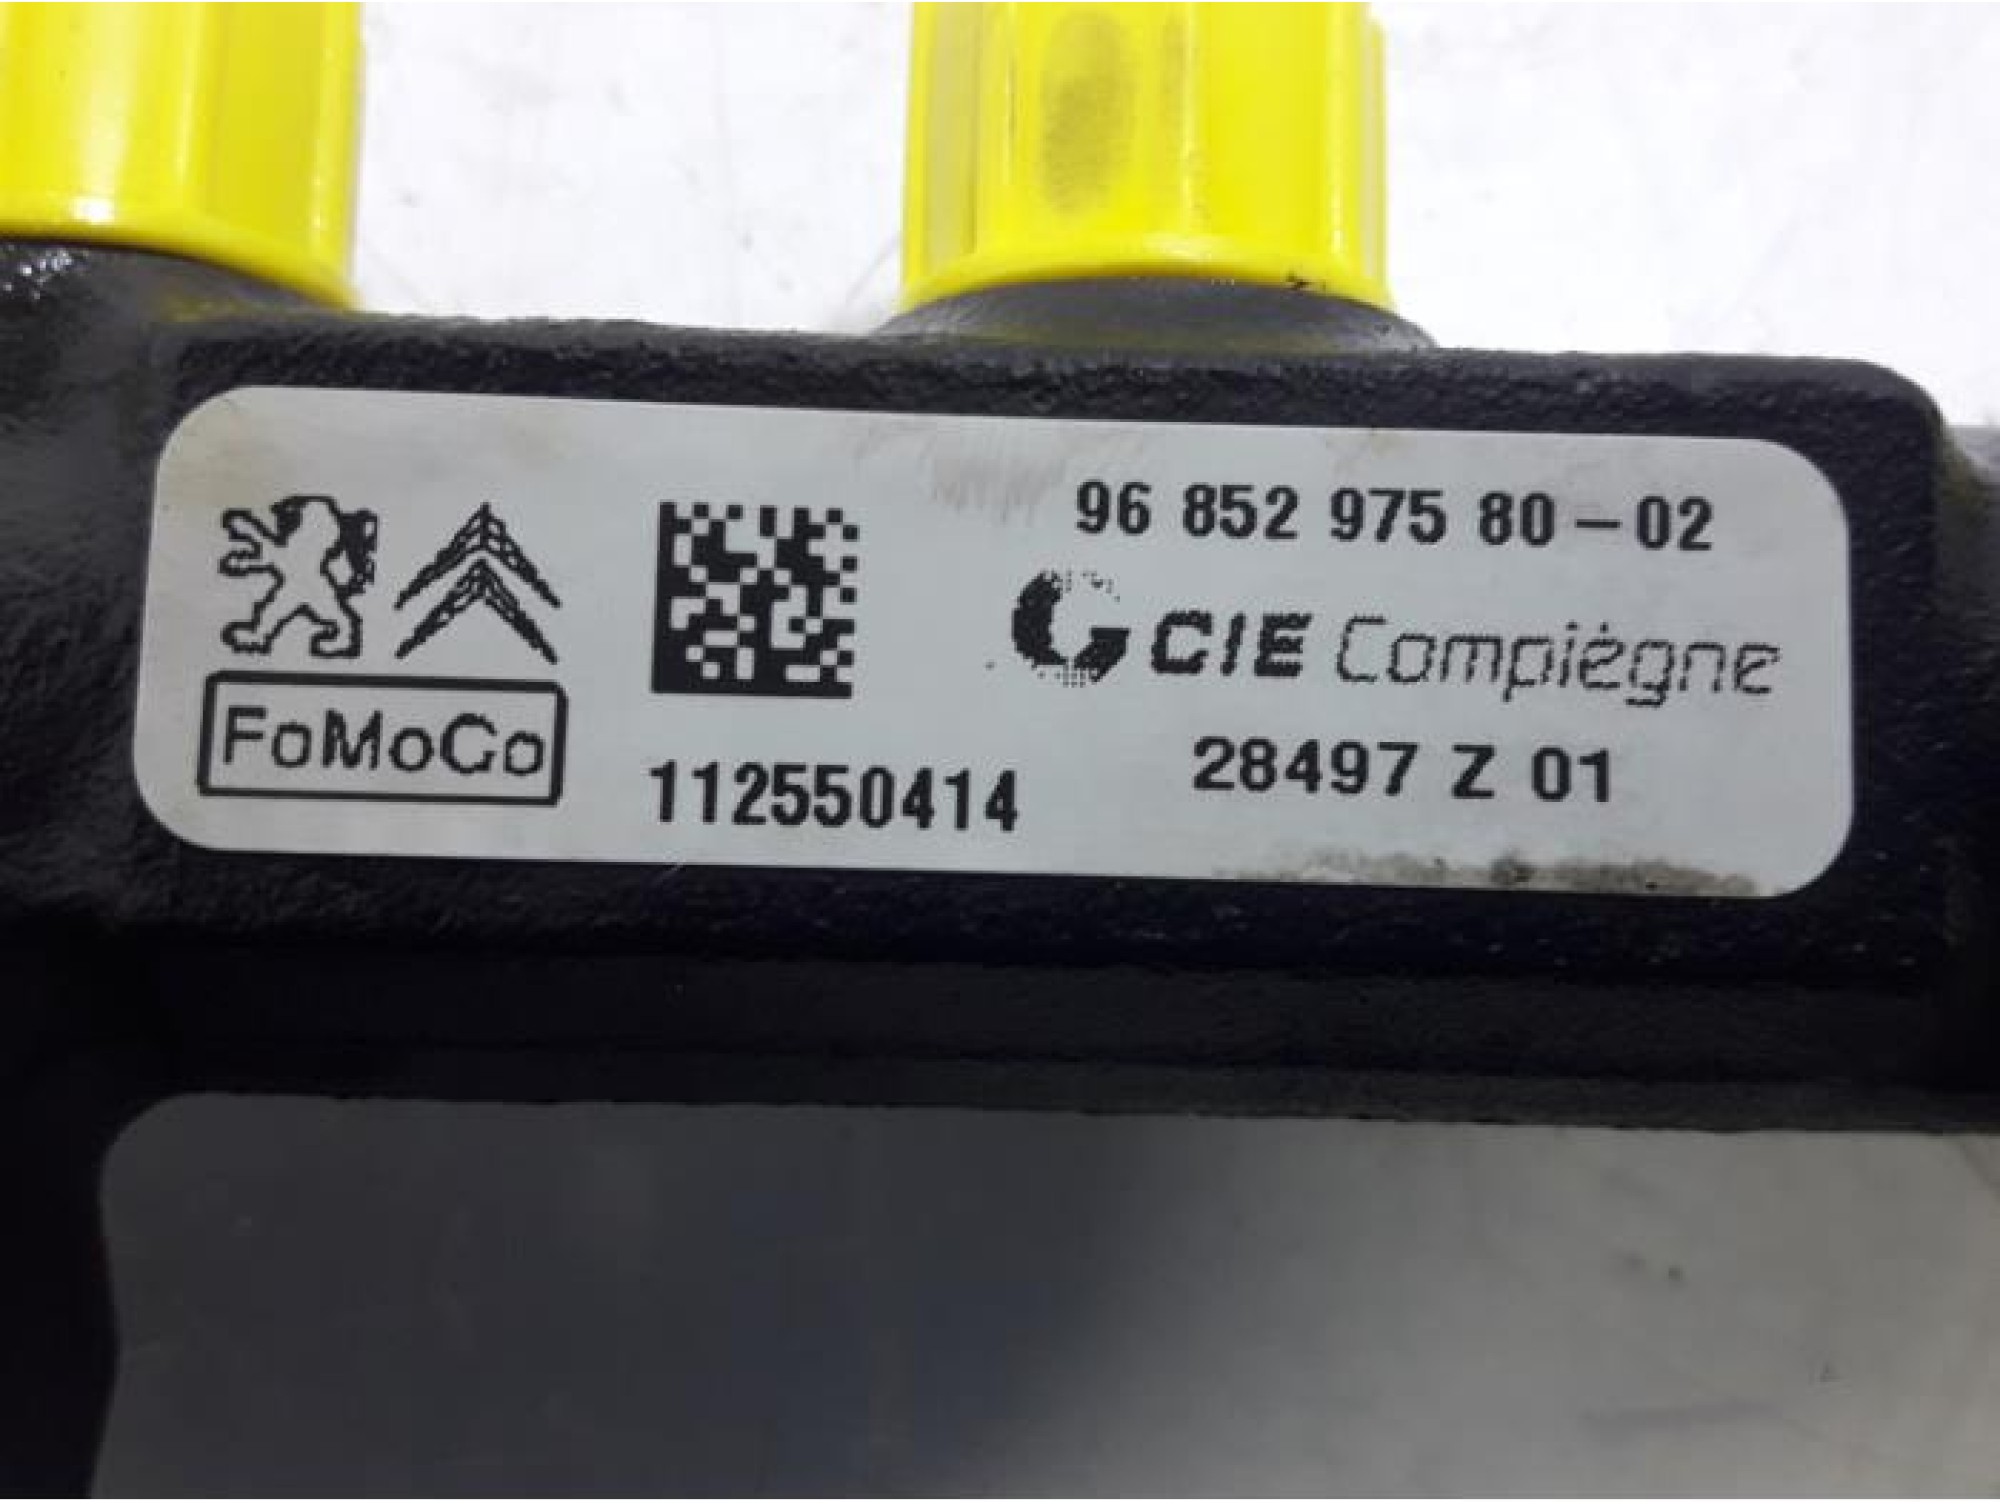 96 852 975 80-02
CIE Compiègne
FoMoCo
112550414
28497 Z 01